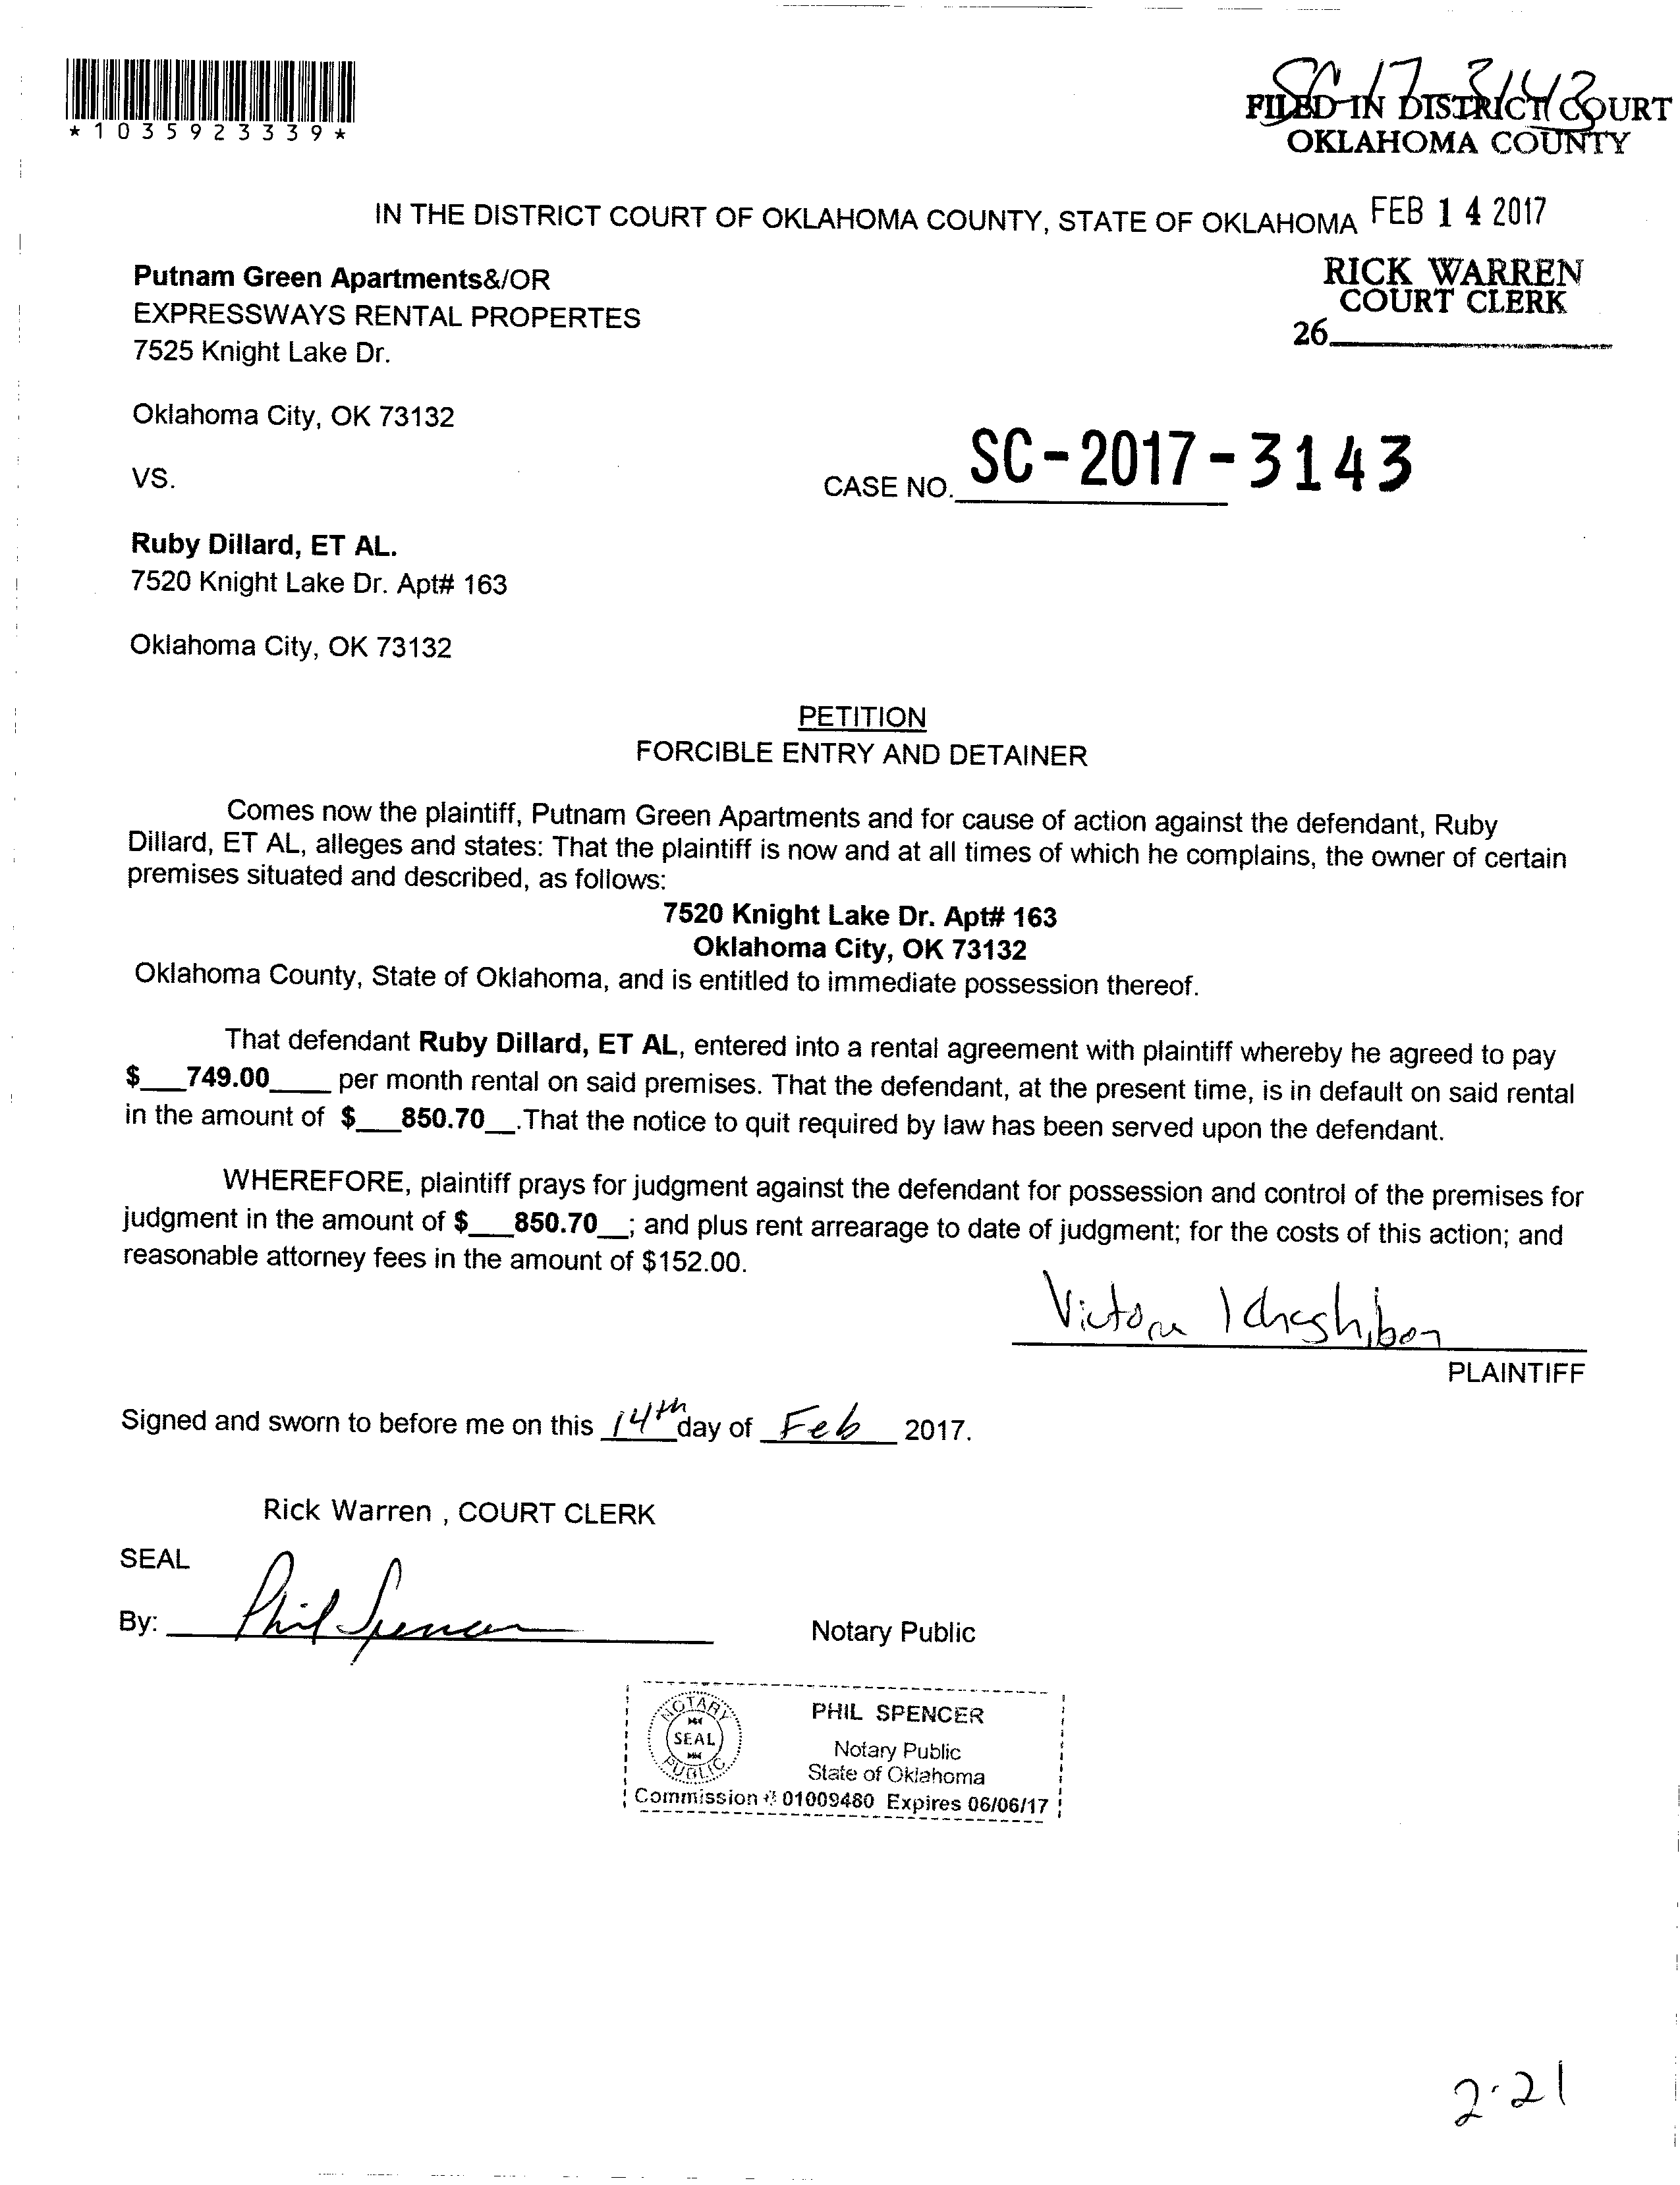 *1035923339*
SC-17-3143
FILED IN DISTRICT COURT
OKLAHOMA COUNTY
IN THE DISTRICT COURT OF OKLAHOMA COUNTY, STATE OF OKLAHOMA FEB 14 2017
RICK WARREN
COURT CLERK
26
Putnam Green Apartments&/OR
EXPRESSWAYS RENTAL PROPERTES
7525 Knight Lake Dr.
Oklahoma City, OK 73132
VS.
CASE NO. SC-2017-3143
Ruby Dillard, ET AL.
7520 Knight Lake Dr. Apt# 163
Oklahoma City, OK 73132
PETITION
FORCIBLE ENTRY AND DETAINER
Comes now the plaintiff, Putnam Green Apartments and for cause of action against the defendant, Ruby
Dillard, ET AL, alleges and states: That the plaintiff is now and at all times of which he complains, the owner of certain
premises situated and described, as follows:
7520 Knight Lake Dr. Apt# 163
Oklahoma City, OK 73132
Oklahoma County, State of Oklahoma, and is entitled to immediate possession thereof.
That defendant Ruby Dillard, ET AL, entered into a rental agreement with plaintiff whereby he agreed to pay
$___749.00____ per month rental on said premises. That the defendant, at the present time, is in default on said rental
in the amount of $___850.70__.That the notice to quit required by law has been served upon the defendant.
WHEREFORE, plaintiff prays for judgment against the defendant for possession and control of the premises for
judgment in the amount of $___850.70__; and plus rent arrearage to date of judgment; for the costs of this action; and
reasonable attorney fees in the amount of $152.00.
PLAINTIFF
Signed and sworn to before me on this 14th day of Feb 2017.
Rick Warren , COURT CLERK
SEAL
By: Phil Spencer Notary Public
NOTARY SEAL PUBLIC
PHIL SPENCER
Notary Public
State of Oklahoma
Commission # 01009480 Expires 06/06/17
2-21